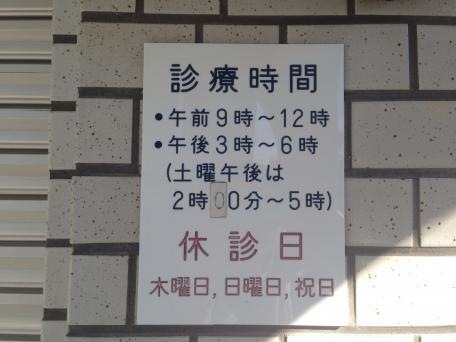 診療時間
•午前9時～12時
•午後3時～6時
(土曜午後は
2時00分～5時)
休診日
木曜日,日曜日,祝日